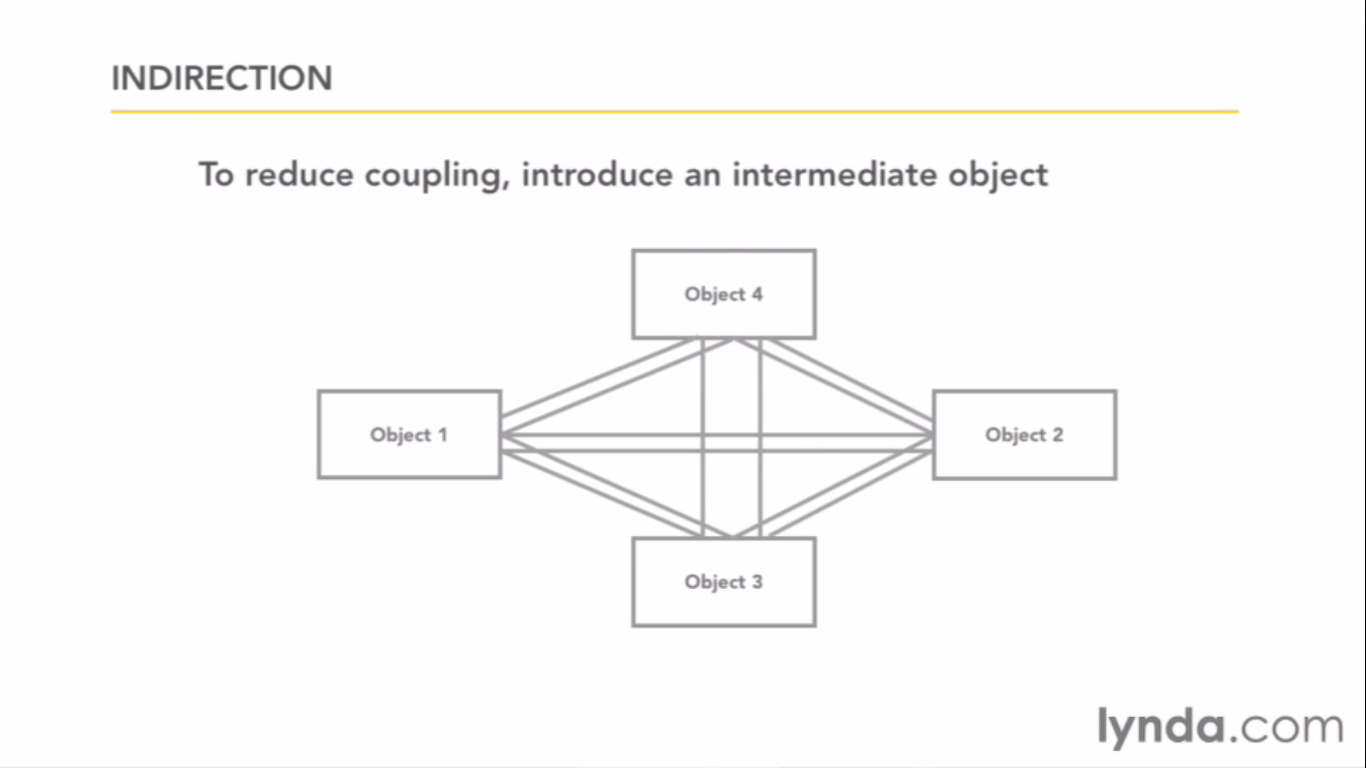 INDIRECTION
To reduce coupling, introduce an intermediate object
Object 4
Object 1
Object 2
Object 3
lynda.com